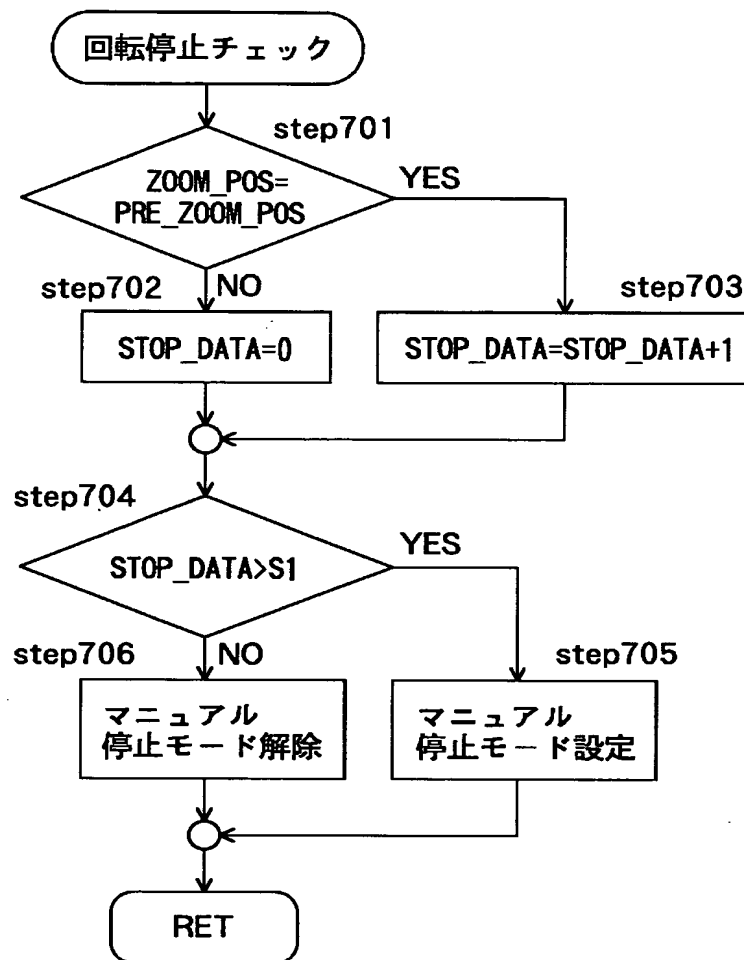 回転停止チェック
step701
ZOOM_POS=
PRE_ZOOM_POS
YES
step702
NO
step703
STOP_DATA=0
STOP_DATA=STOP_DATA+1
step704
STOP_DATA>S1
YES
step706
NO
step705
マニュアル
停止モード解除
マニュアル
停止モード設定
RET